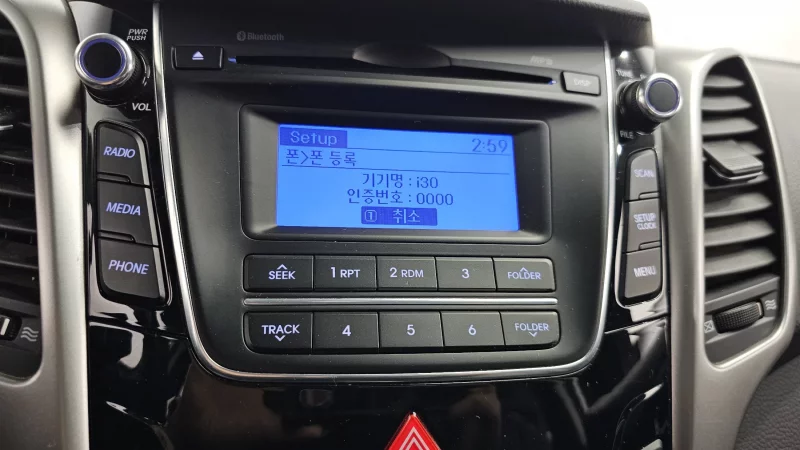 PWR
PUSH
Bluetooth
VOL
TUNE
FILE
RADIO
MEDIA
PHONE
Setup 2:59
폰>폰 등록
기기명 : i30
인증번호 : 0000
1 취소
SCAN
SETUP
CLOCK
MENU
SEEK 1 RPT 2 RDM 3 FOLDER
TRACK 4 5 6 FOLDER